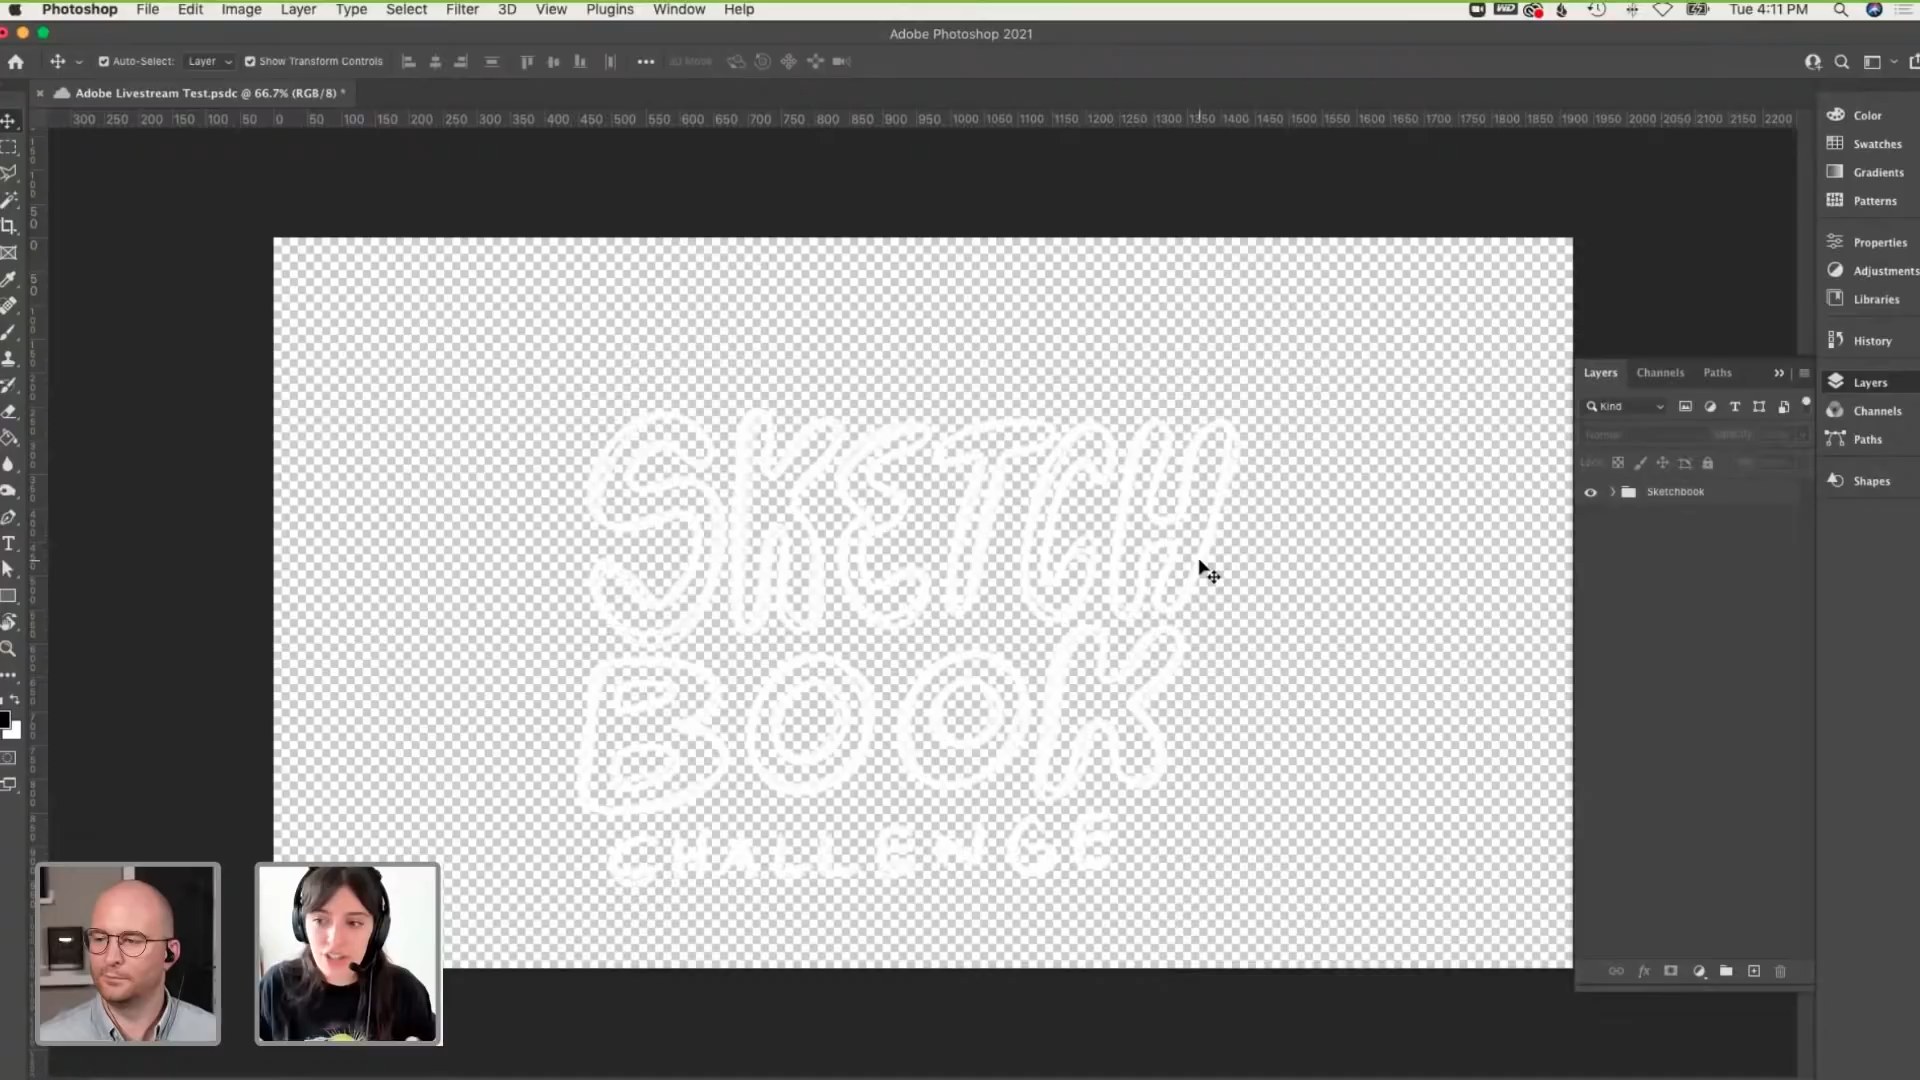 Photoshop File Edit Image Layer Type Select Filter 3D View Plugins Window Help Tue 4:11 PM
Adobe Photoshop 2021
Auto-Select: Layer Show Transform Controls ••• 3D Mode
× Adobe Livestream Test.psdc @ 66.7% (RGB/8) *
300 250 200 150 100 50 0 50 100 150 200 250 300 350 400 450 500 550 600 650 700 750 800 850 900 950 1000 1050 1100 1150 1200 1250 1300 1350 1400 1450 1500 1550 1600 1650 1700 1750 1800 1850 1900 1950 2000 2050 2100 2150 2200
Color
Swatches
Gradients
Patterns
Properties
Adjustments
Libraries
History
Layers
Channels
Paths
Shapes
Layers Channels Paths
Kind
Normal Opacity
Lock:
Sketchbook
fx
SKETCH
BOOK
CHALLENGE